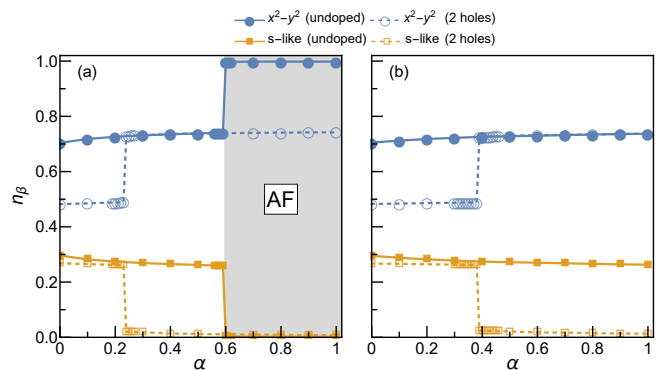 x²−y² (undoped) x²−y² (2 holes)
s−like (undoped) s−like (2 holes)
(a) (b)
1.0
0.8
0.6
0.4
0.2
0.0
ηβ
AF
0 0.2 0.4 0.6 0.8 1 0 0.2 0.4 0.6 0.8 1
α α